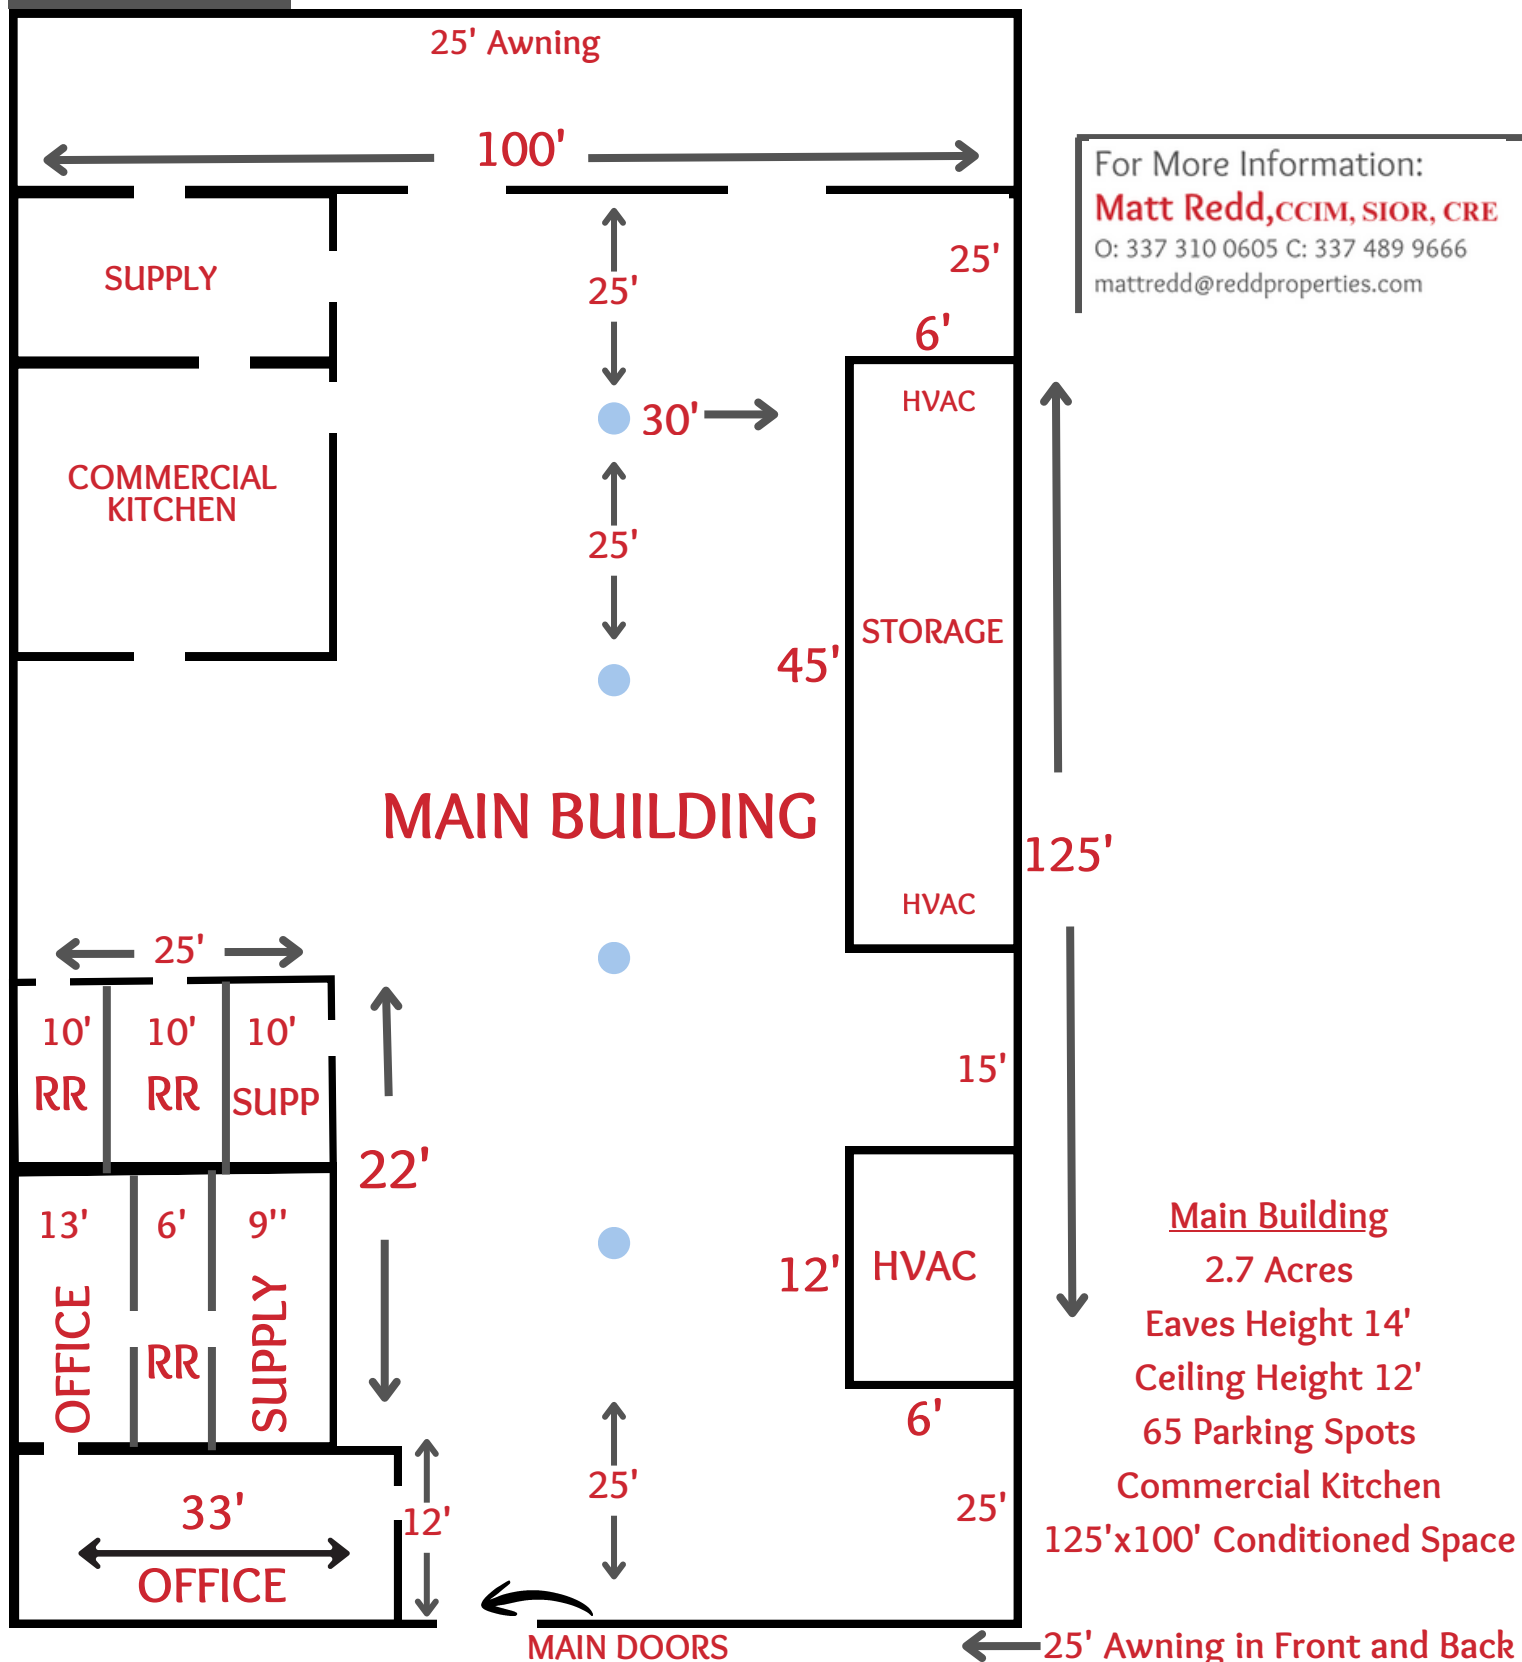 25' Awning
100'
For More Information:
Matt Redd,CCIM, SIOR, CRE
O: 337 310 0605 C: 337 489 9666
mattredd@reddproperties.com
SUPPLY
25'
25'
6'
HVAC
30'
COMMERCIAL
KITCHEN
25'
STORAGE
45'
MAIN BUILDING
125'
HVAC
25'
10'
10'
10'
RR
RR
SUPP
15'
22'
13'
6'
9''
OFFICE
RR
SUPPLY
12'
HVAC
6'
Main Building
2.7 Acres
Eaves Height 14'
Ceiling Height 12'
65 Parking Spots
Commercial Kitchen
125'x100' Conditioned Space
25'
25'
33'
12'
OFFICE
MAIN DOORS
25' Awning in Front and Back